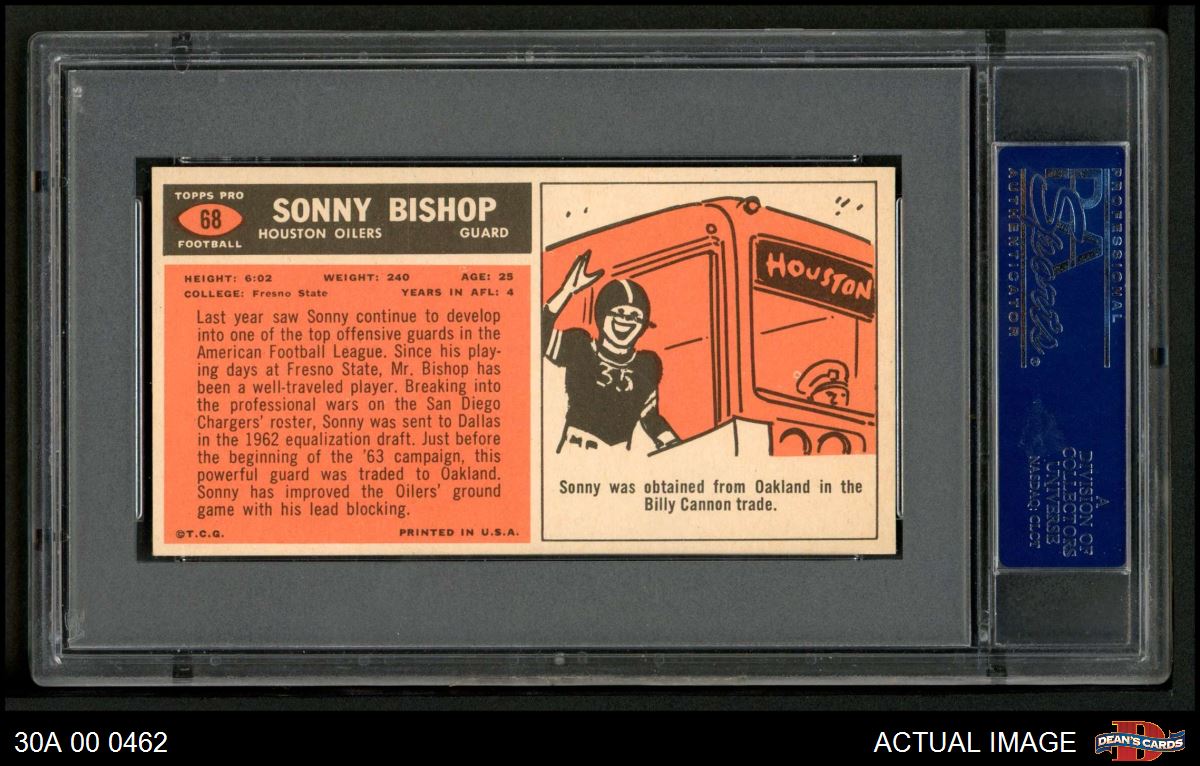 TOPPS PRO
68
FOOTBALL
SONNY BISHOP
HOUSTON OILERS GUARD
HEIGHT: 6:02 WEIGHT: 240 AGE: 25
COLLEGE: Fresno State YEARS IN AFL: 4
Last year saw Sonny continue to develop
into one of the top offensive guards in the
American Football League. Since his play-
ing days at Fresno State, Mr. Bishop has
been a well-traveled player. Breaking into
the professional wars on the San Diego
Chargers' roster, Sonny was sent to Dallas
in the 1962 equalization draft. Just before
the beginning of the '63 campaign, this
powerful guard was traded to Oakland.
Sonny has improved the Oilers' ground
game with his lead blocking.
©T.C.G. PRINTED IN U.S.A.
HOUSTON
35
Sonny was obtained from Oakland in the
Billy Cannon trade.
PROFESSIONAL
PSA
AUTHENTICATOR
A
DIVISION OF
COLLECTORS
UNIVERSE
NASDAQ: CLCT
30A 00 0462
ACTUAL IMAGE
D
DEAN'S CARDS